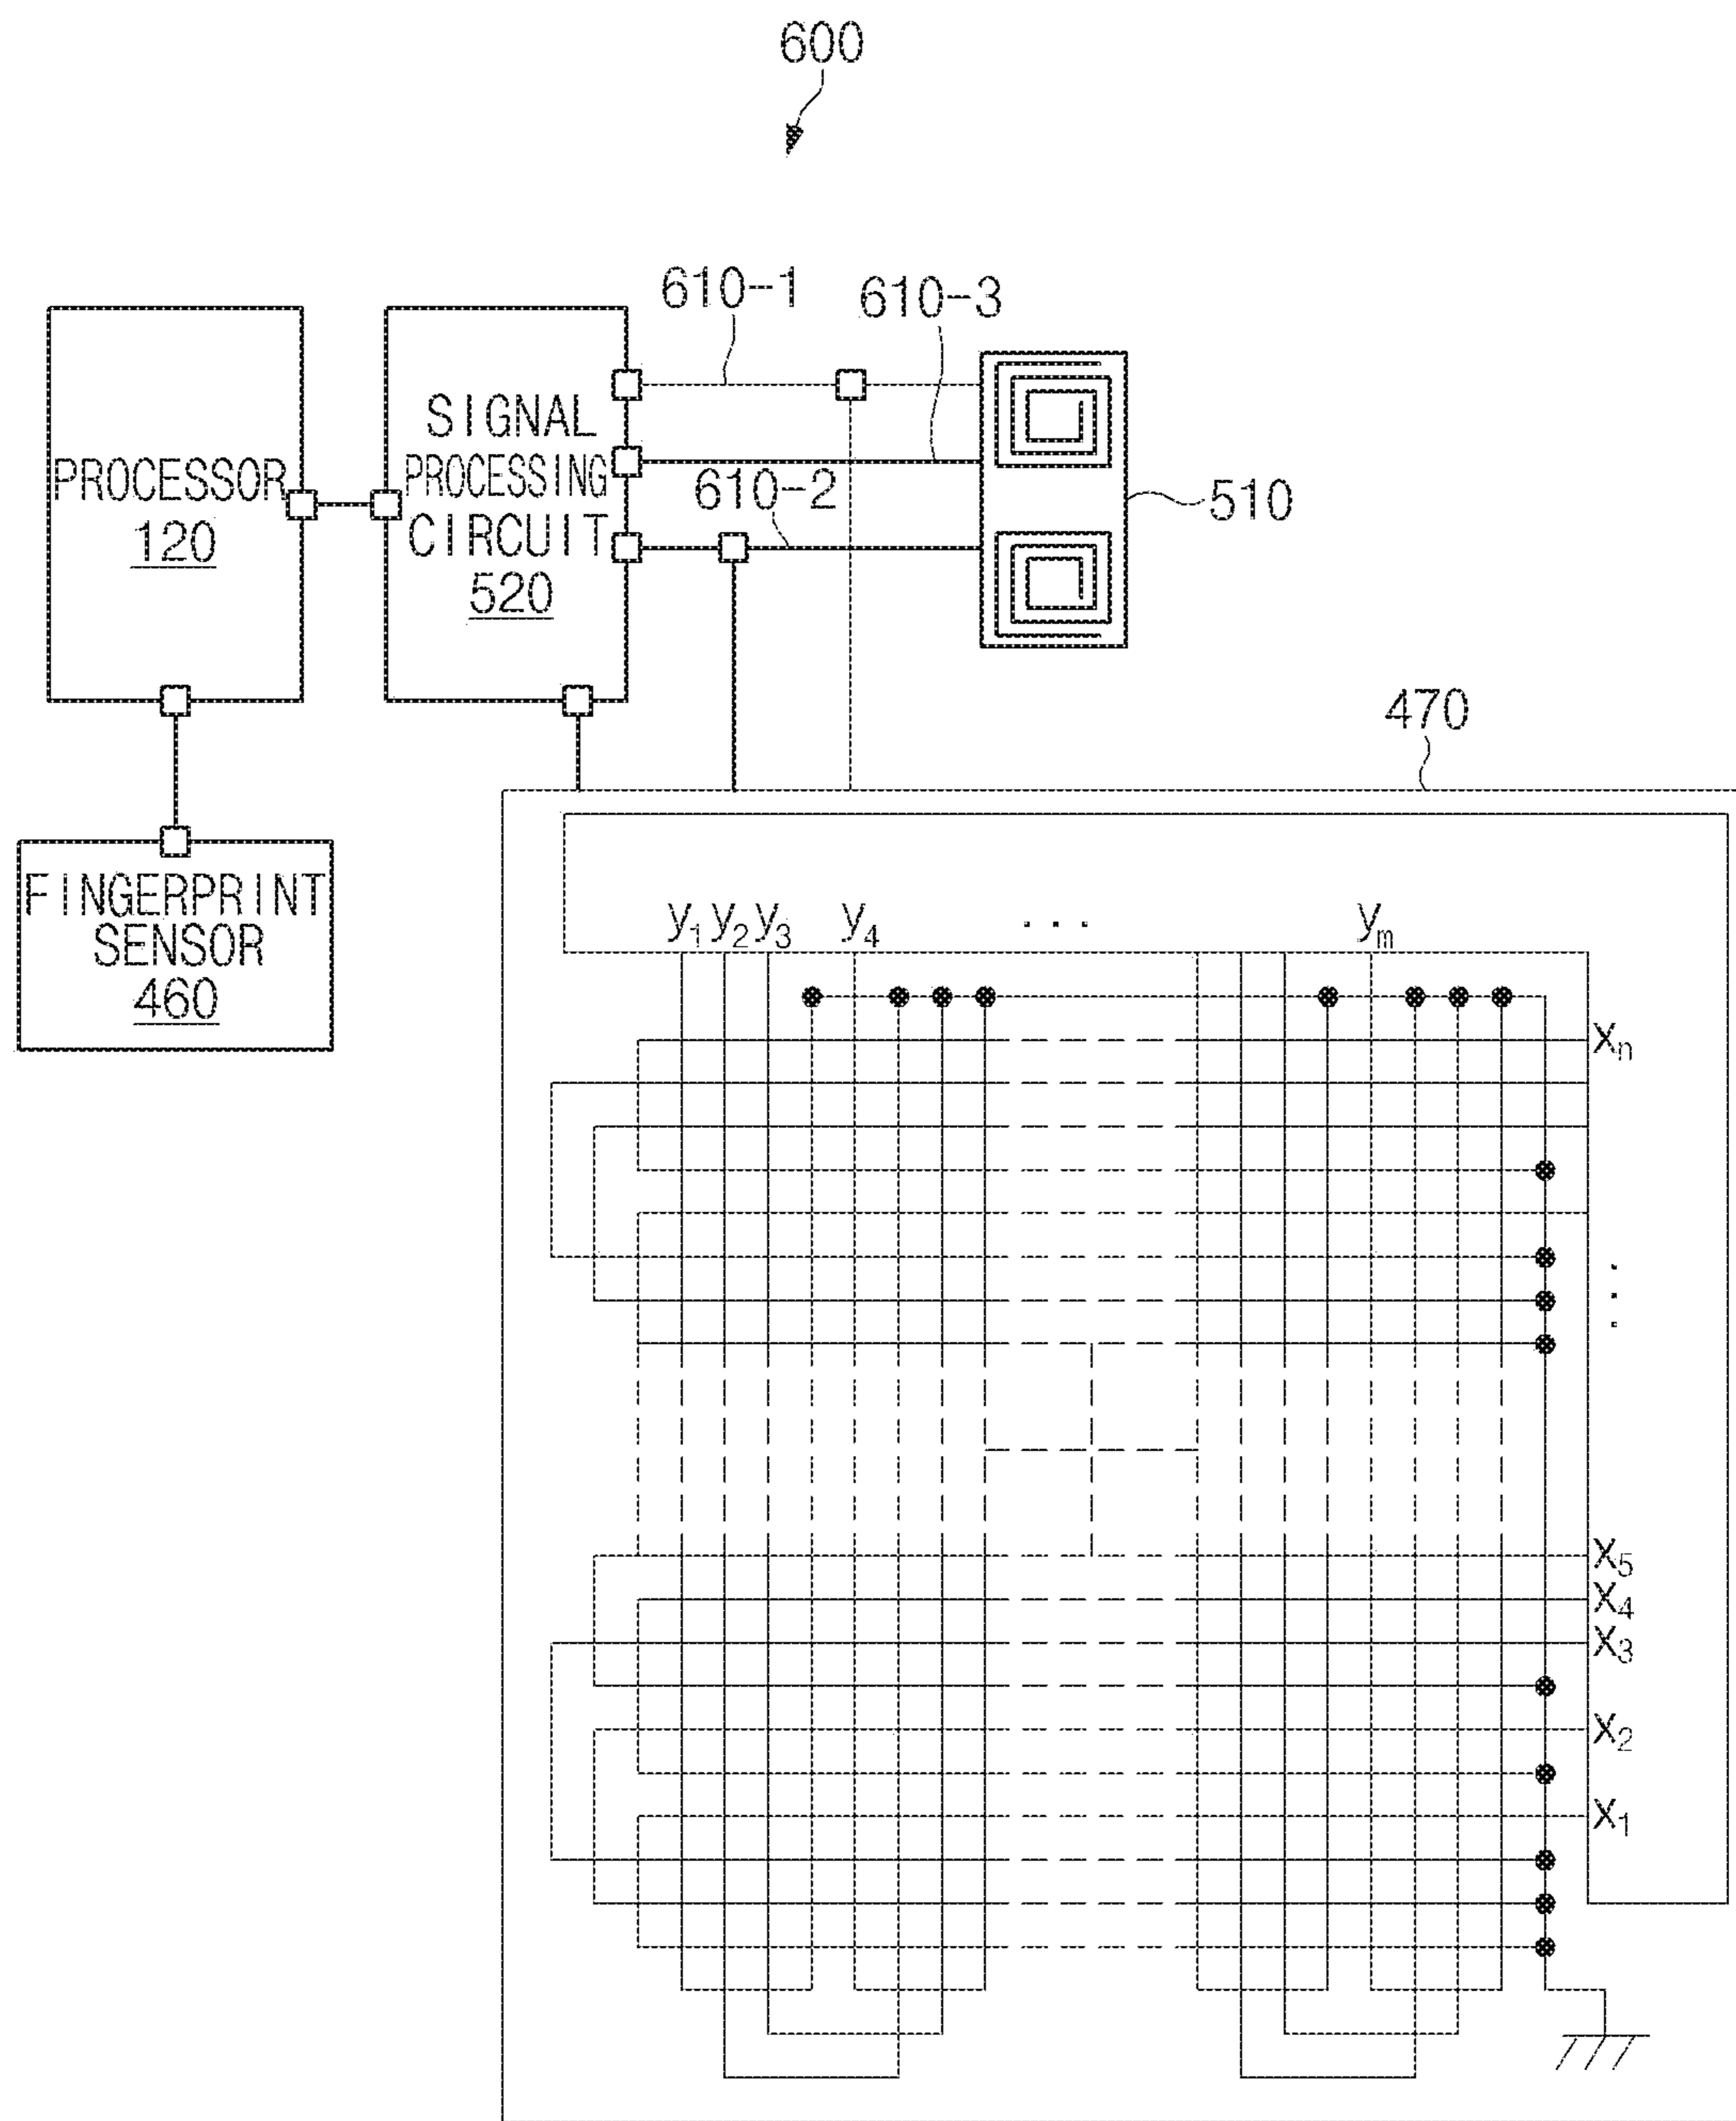 600
610-1
610-3
PROCESSOR
120
SIGNAL
PROCESSING
CIRCUIT
520
610-2
510
470
FINGERPRINT
SENSOR
460
y₁ y₂ y₃ y₄ ... yₘ
Xₙ
...
X₅
X₄
X₃
X₂
X₁